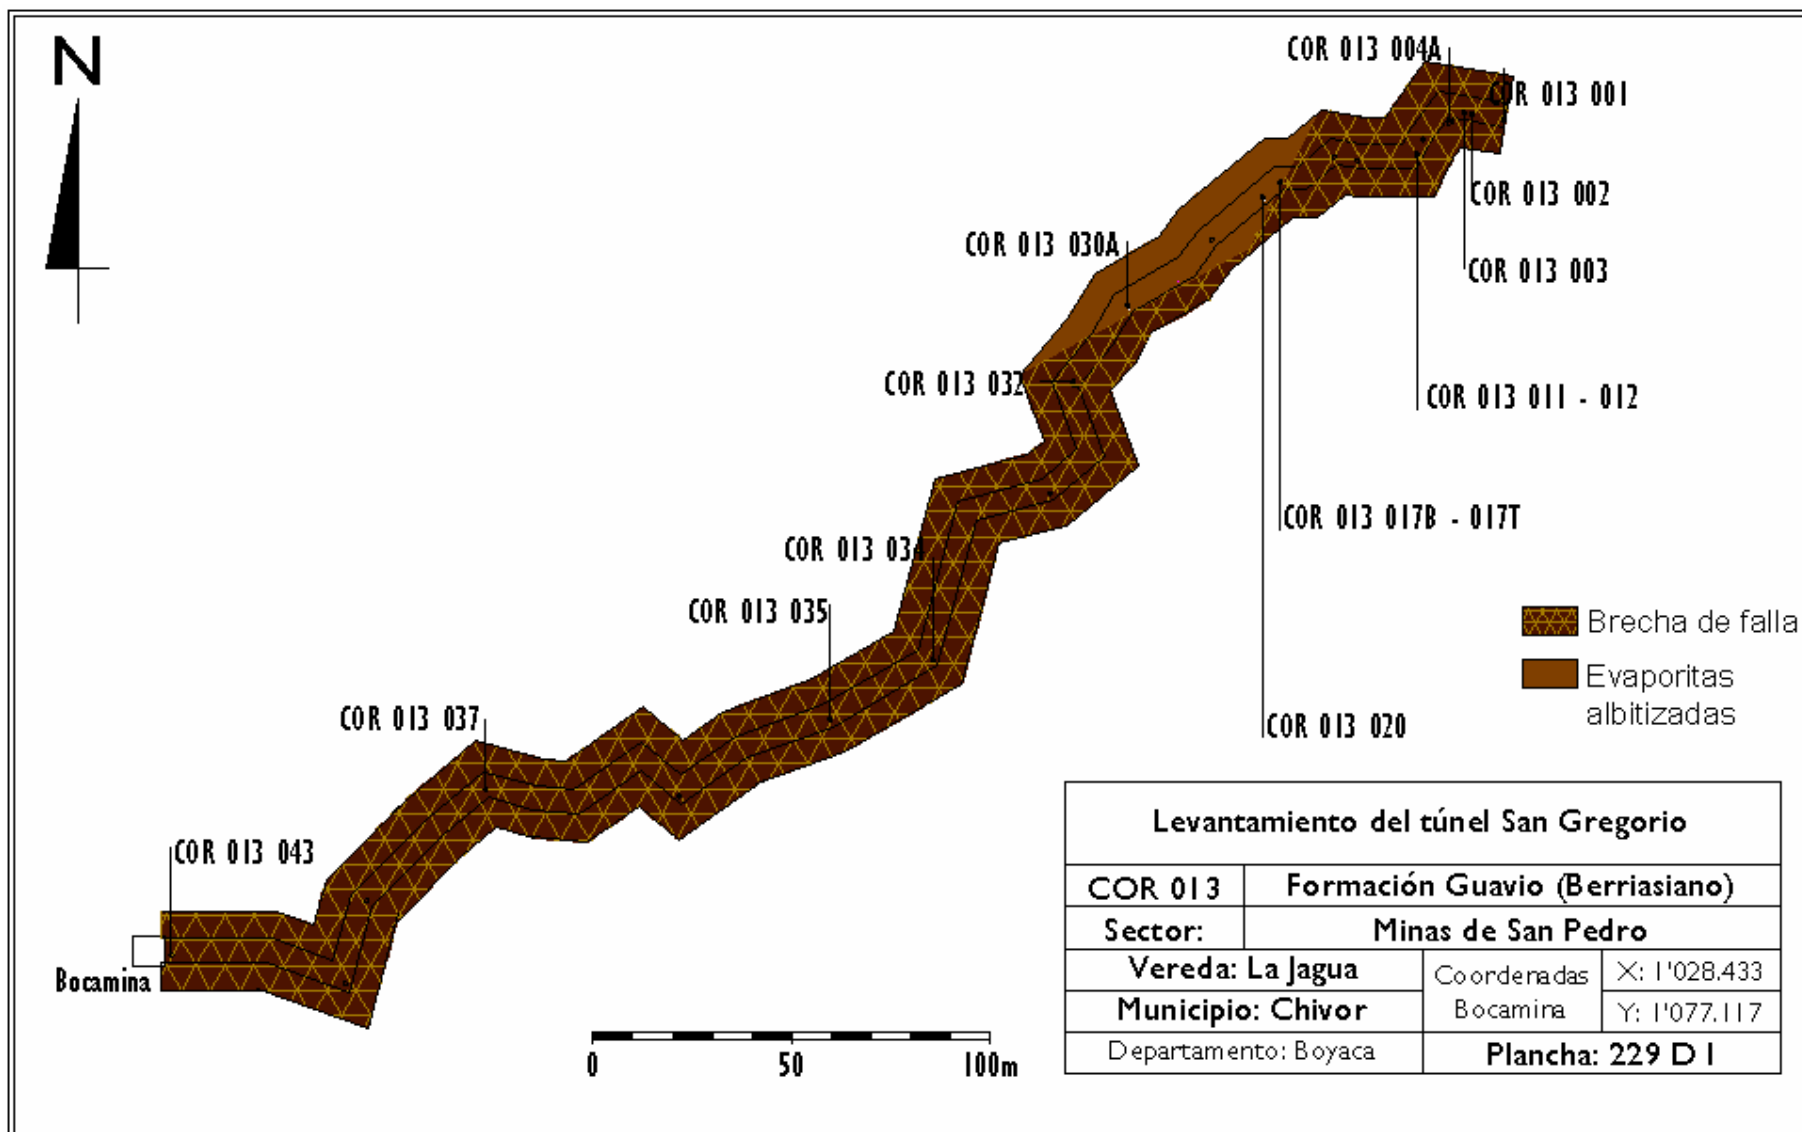 N
COR 013 004A
COR 013 001
COR 013 002
COR 013 030A
COR 013 003
COR 013 032
COR 013 011 - 012
COR 013 017B - 017T
COR 013 034
COR 013 035
Brecha de falla
Evaporitas
albitizadas
COR 013 037
COR 013 020
COR 013 043
Bocamina
0 50 100m
Levantamiento del túnel San Gregorio
COR 013 Formación Guavio (Berriasiano)
Sector: Minas de San Pedro
Vereda: La Jagua
Municipio: Chivor
Coordenadas
Bocamina
X: 1'028.433
Y: 1'077.117
Departamento: Boyaca
Plancha: 229 D I